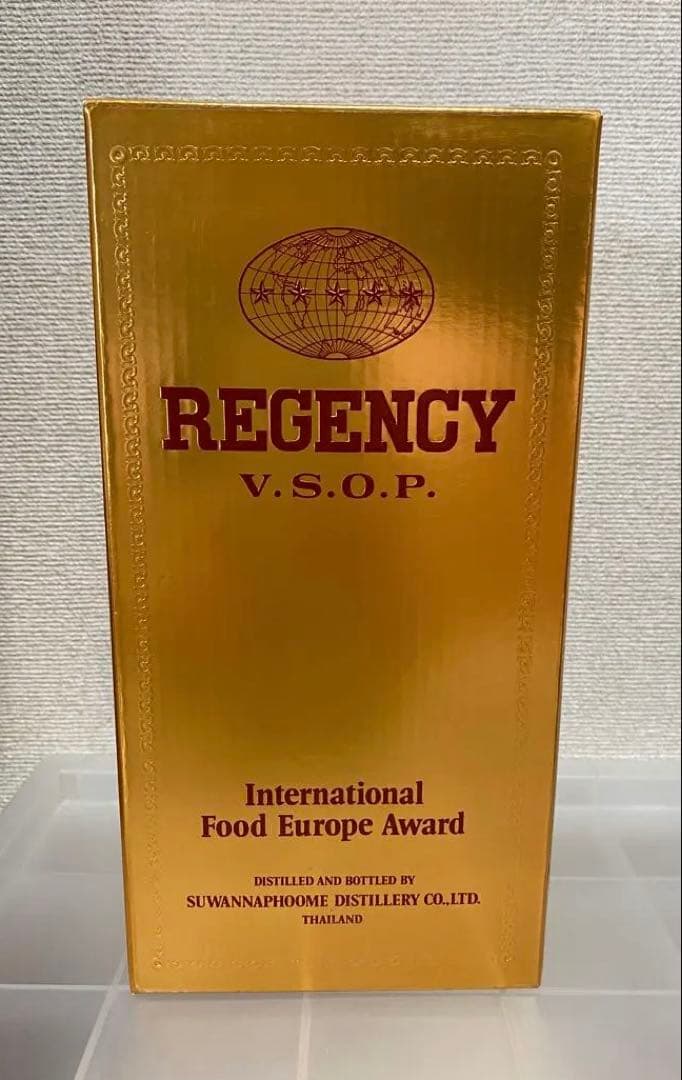 REGENCY
V.S.O.P.
International
Food Europe Award
DISTILLED AND BOTTLED BY
SUWANNAPHOOME DISTILLERY CO.,LTD.
THAILAND